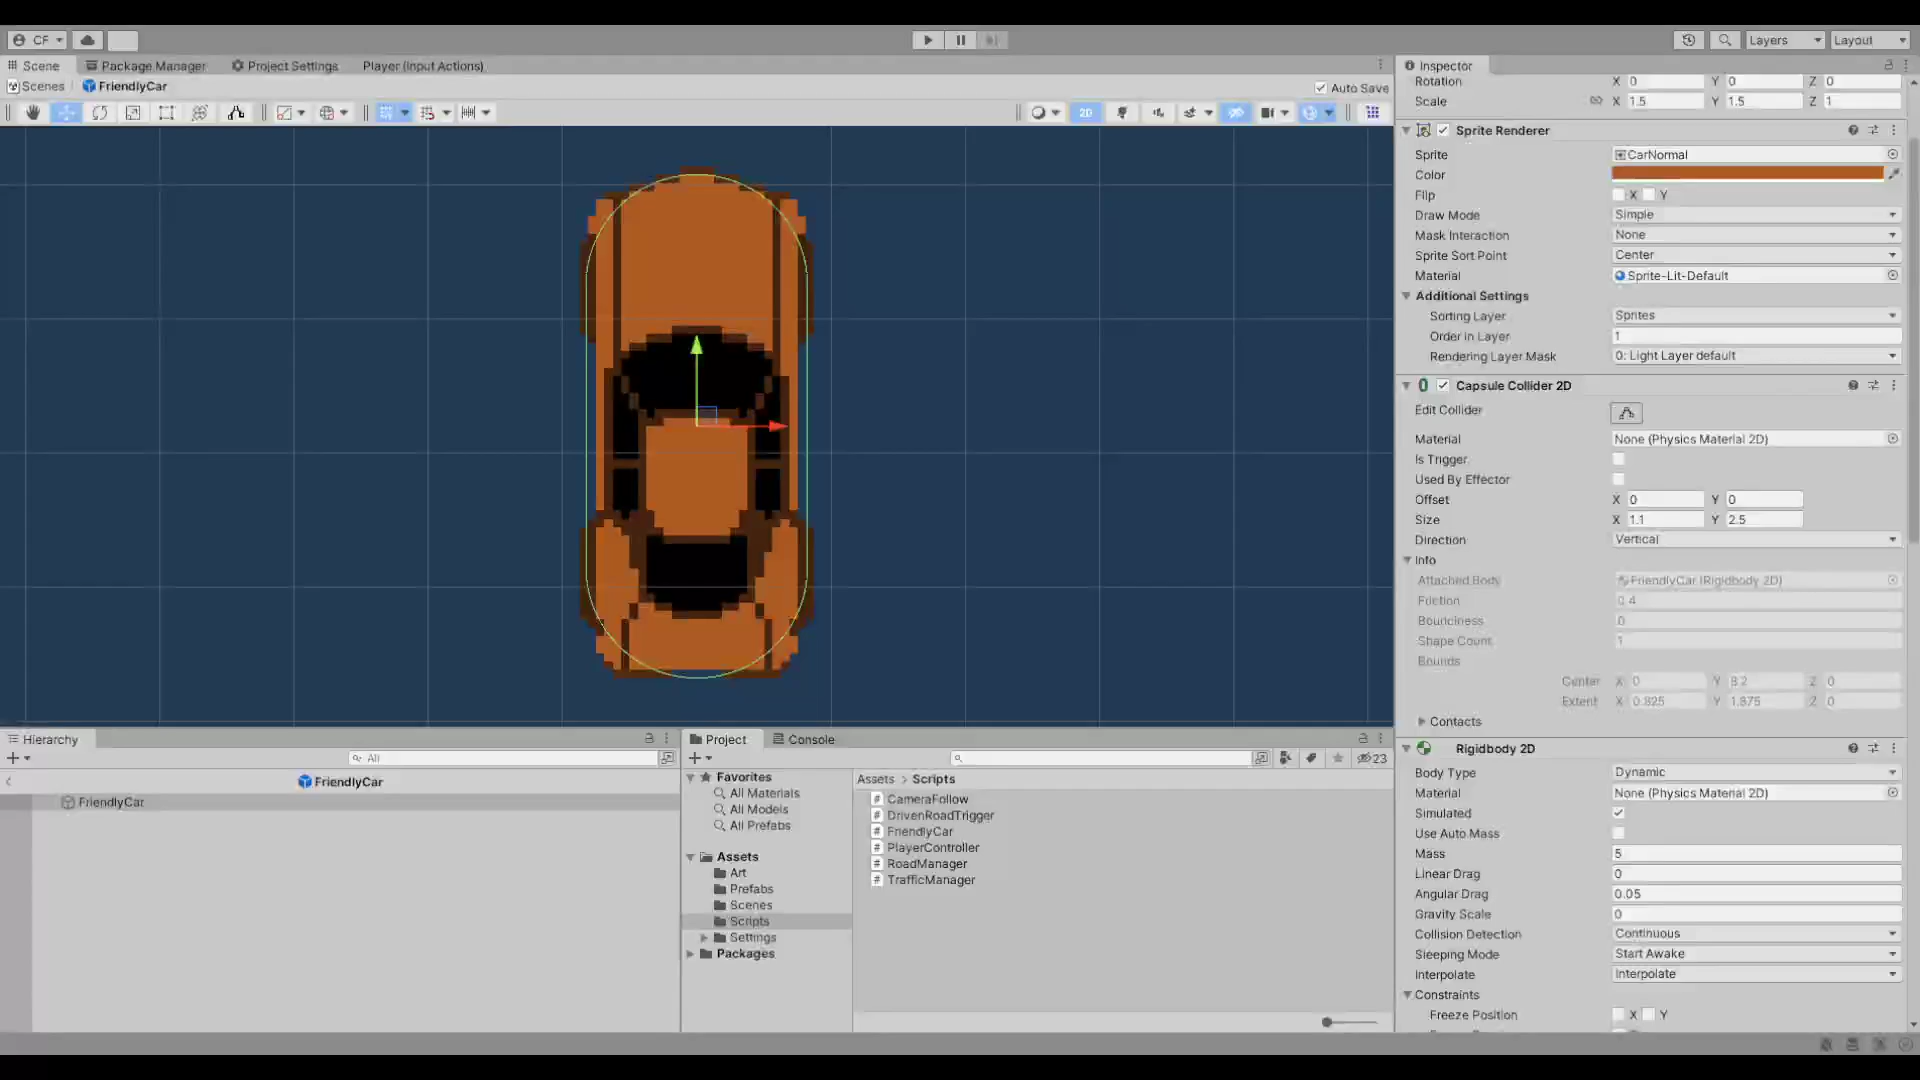 CF
Layers
Layout
Scene
Package Manager
Project Settings
Player (Input Actions)
Inspector
Scenes
FriendlyCar
Auto Save
2D
Rotation X 0 Y 0 Z 0
Scale X 1.5 Y 1.5 Z 1
Sprite Renderer
Sprite CarNormal
Color
Flip X Y
Draw Mode Simple
Mask Interaction None
Sprite Sort Point Center
Material Sprite-Lit-Default
Additional Settings
Sorting Layer Sprites
Order in Layer 1
Rendering Layer Mask 0: Light Layer default
Capsule Collider 2D
Edit Collider
Material None (Physics Material 2D)
Is Trigger
Used By Effector
Offset X 0 Y 0
Size X 1.1 Y 2.5
Direction Vertical
Info
Attached Body FriendlyCar (Rigidbody 2D)
Friction 0.4
Bounciness 0
Shape Count 1
Bounds
Center X 0 Y 8.2 Z 0
Extent X 0.825 Y 1.875 Z 0
Contacts
Rigidbody 2D
Body Type Dynamic
Material None (Physics Material 2D)
Simulated
Use Auto Mass
Mass 5
Linear Drag 0
Angular Drag 0.05
Gravity Scale 0
Collision Detection Continuous
Sleeping Mode Start Awake
Interpolate Interpolate
Constraints
Freeze Position X Y
Hierarchy
All
FriendlyCar
FriendlyCar
Project
Console
23
Favorites
All Materials
All Models
All Prefabs
Assets
Art
Prefabs
Scenes
Scripts
Settings
Packages
Assets > Scripts
CameraFollow
DrivenRoadTrigger
FriendlyCar
PlayerController
RoadManager
TrafficManager